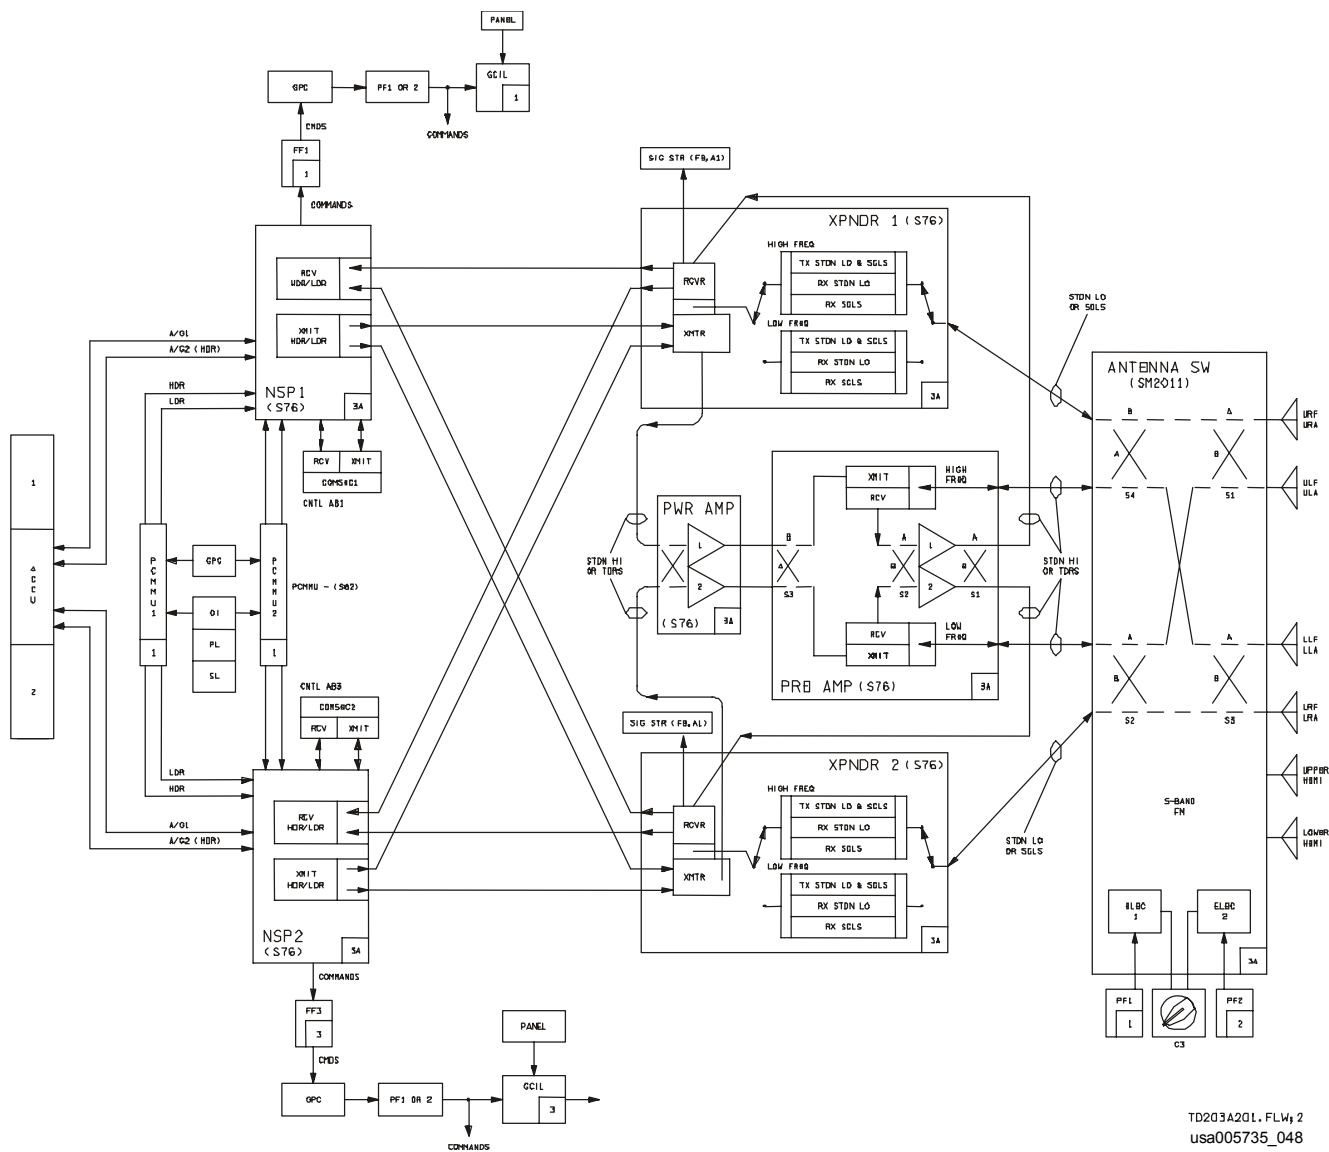 PANEL
GCIL
1
GPC
PF1 OR 2
CMDS
COMMANDS
FF1
1
COMMANDS
SIG STR (FB,A1)
XPNDR 1 (S76)
HIGH FREQ
TX STDN LO & SGLS
RX STDN LO
RX SGLS
LOW FREQ
TX STDN LO & SGLS
RX STDN LO
RX SGLS
RCVR
XMTR
3A
RCV
HDR/LDR
XMIT
HDR/LDR
NSP1
(S76)
3A
A/G1
A/G2 (HDR)
HDR
LDR
RCV XMIT
COMSEC1
CNTL AB1
STDN LO
OR SGLS
ANTENNA SW
(SM2011)
B A
A B
S4 S1
URF
URA
ULF
ULA
1
ACCU
2
PCMMU 1
1
GPC
OI
PL
SL
PCMMU 2
1
PCMMU - (S62)
STDN HI
OR TDRS
PWR AMP
1
2
(S76)
3A
B
A
S3
XMIT
RCV
HIGH
FREQ
A
B
S2
1
2
A
B
S1
RCV
XMIT
LOW
FREQ
PRE AMP (S76)
3A
STDN HI
OR TDRS
A A
B B
S2 S3
LLF
LLA
LRF
LRA
UPPER
HEMI
LOWER
HEMI
S-BAND
FM
CNTL AB3
COMSEC2
RCV XMIT
LDR
HDR
A/G1
A/G2 (HDR)
RCV
HDR/LDR
XMIT
HDR/LDR
NSP2
(S76)
3A
SIG STR (FB,A1)
XPNDR 2 (S76)
HIGH FREQ
TX STDN LO & SGLS
RX STDN LO
RX SGLS
LOW FREQ
TX STDN LO & SGLS
RX STDN LO
RX SGLS
RCVR
XMTR
3A
STDN LO
OR SGLS
ELEC
1
ELEC
2
3A
PF1
1
C3
PF2
2
COMMANDS
FF3
3
CMDS
GPC
PF1 OR 2
COMMANDS
PANEL
GCIL
3
TD203A201.FLW; 2
usa005735_048